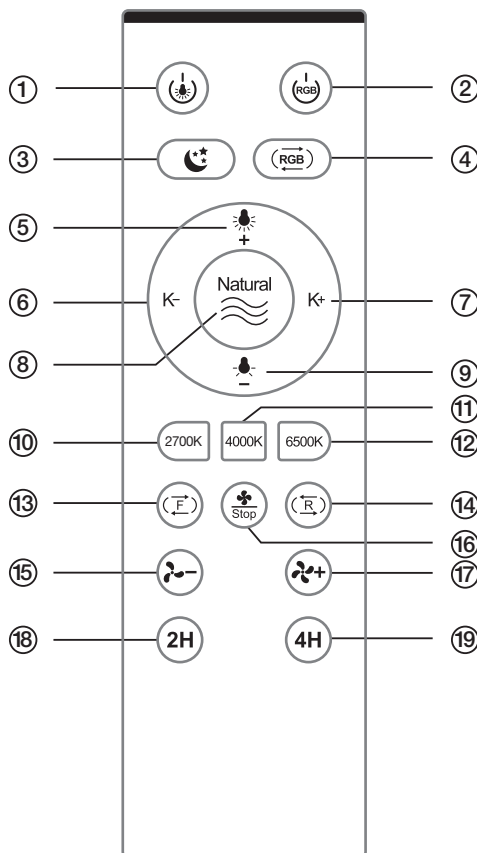 ① ②
RGB
③ ④
RGB
⑤
+
⑥ K- Natural K+ ⑦
⑧
⑨
−
⑪
⑩ 2700K 4000K 6500K ⑫
⑬ F Stop R ⑭
⑯
⑮ − + ⑰
⑱ 2H 4H ⑲